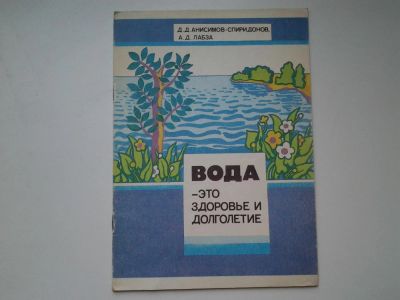 Д.Д.АНИСИМОВ-СПИРИДОНОВ,
А.Д.ЛАБЗА
ВОДА
-ЭТО
ЗДОРОВЬЕ И
ДОЛГОЛЕТИЕ